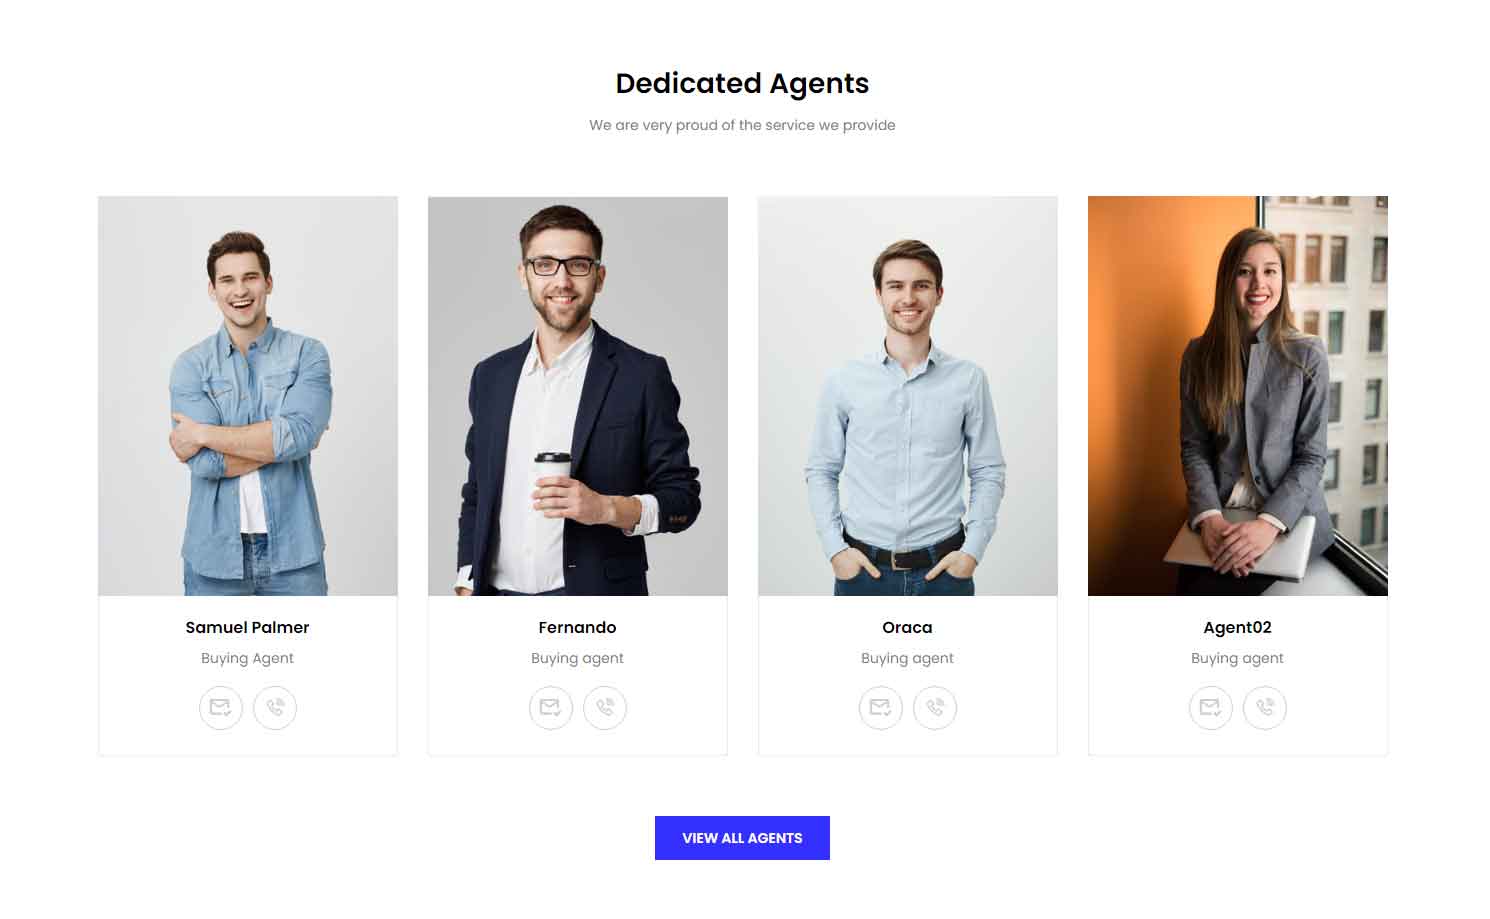 Dedicated Agents
We are very proud of the service we provide
Samuel Palmer
Buying Agent
Fernando
Buying agent
Oraca
Buying agent
Agent02
Buying agent
VIEW ALL AGENTS